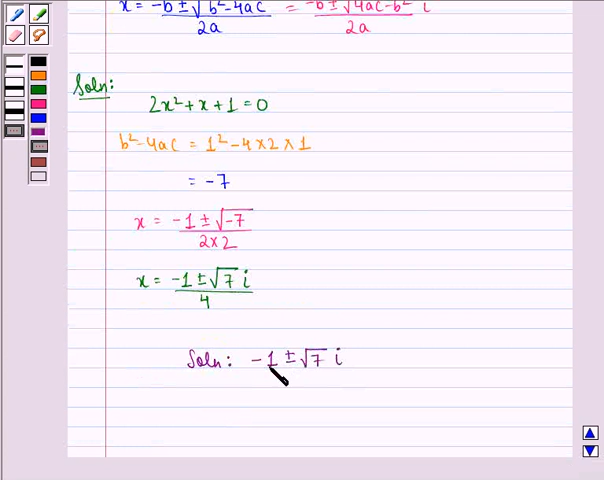 x = (-b ± √(b² - 4ac))/2a = (-b ± √(4ac - b²) i)/2a
Soln:
2x² + x + 1 = 0
b² - 4ac = 1² - 4 × 2 × 1
= -7
x = (-1 ± √-7)/(2×2)
x = (-1 ± √7 i)/4
Soln: -1 ± √7 i